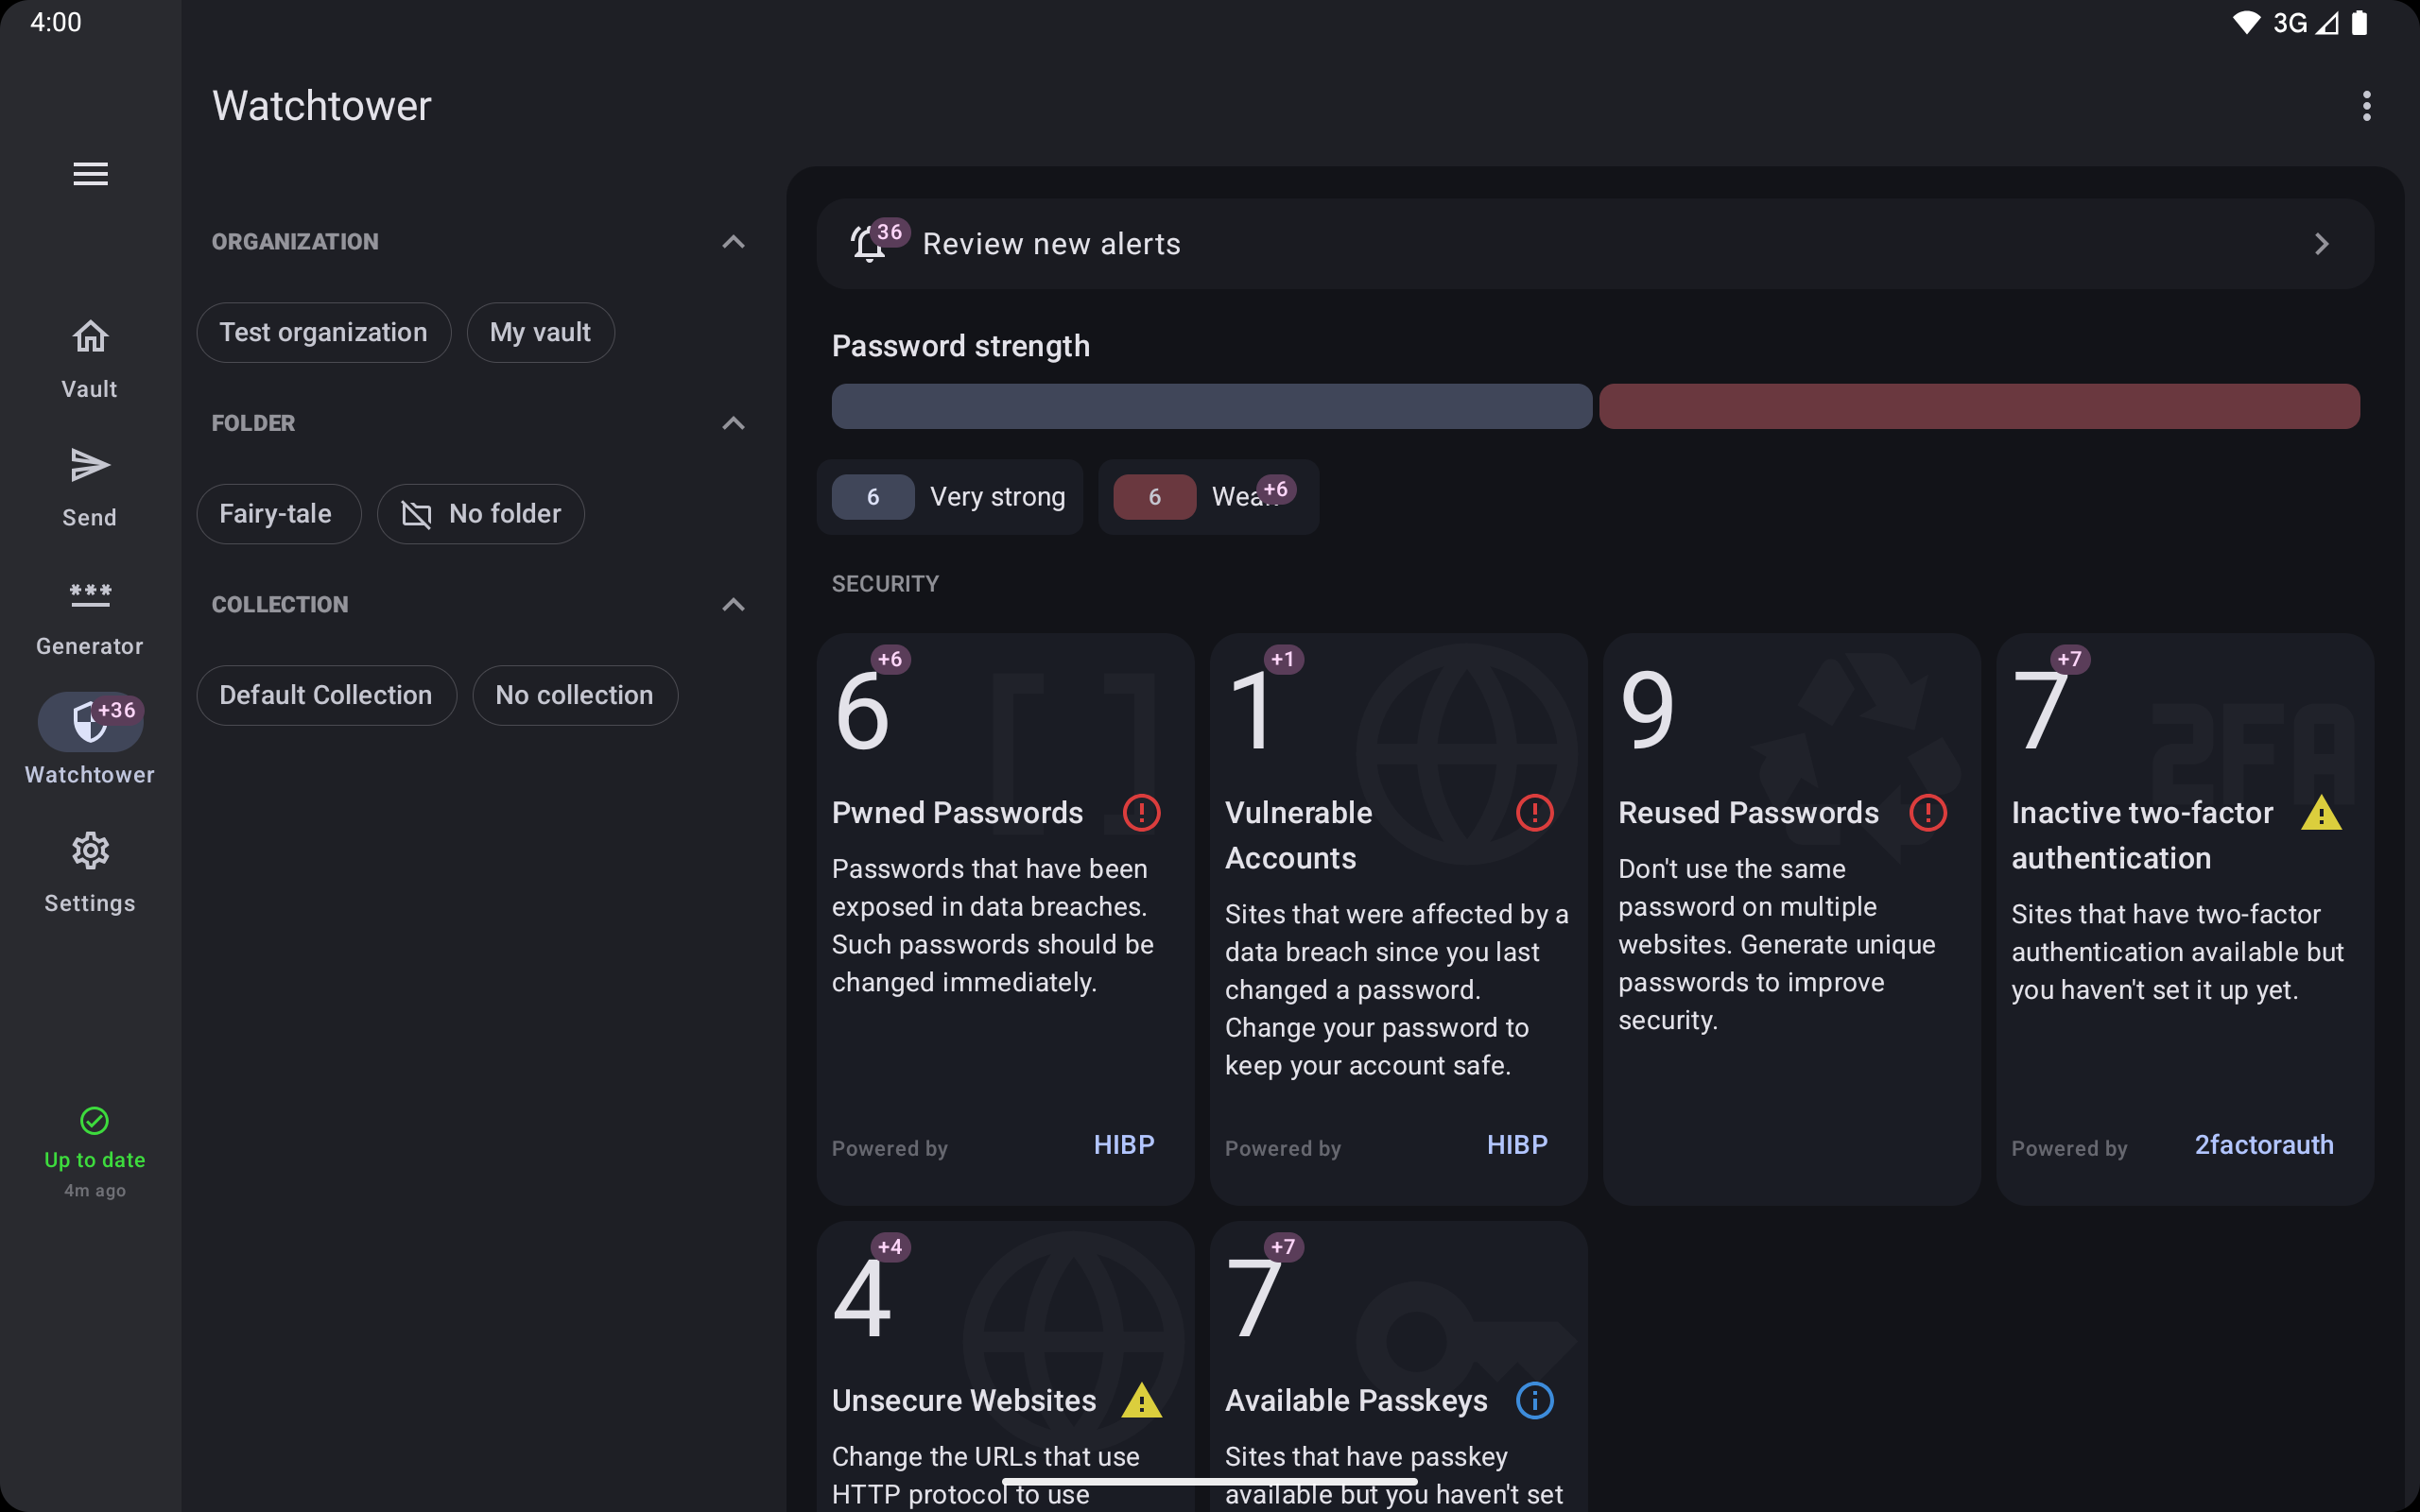 4:00
3G
Watchtower
ORGANIZATION
Test organization
My vault
FOLDER
Fairy-tale
No folder
COLLECTION
Default Collection
No collection
Vault
Send
***
Generator
+36
Watchtower
Settings
Up to date
4m ago
36
Review new alerts
Password strength
6
Very strong
6
+6
SECURITY
+6
6
Pwned Passwords
Passwords that have been
exposed in data breaches.
Such passwords should be
changed immediately.
Powered by
HIBP
+1
1
Vulnerable
Accounts
Sites that were affected by a
data breach since you last
changed a password.
Change your password to
keep your account safe.
Powered by
HIBP
9
Reused Passwords
Don't use the same
password on multiple
websites. Generate unique
passwords to improve
security.
+7
7
2FA
Inactive two-factor
authentication
Sites that have two-factor
authentication available but
you haven't set it up yet.
Powered by
2factorauth
+4
4
Unsecure Websites
Change the URLs that use
HTTP protocol to use
+7
7
Available Passkeys
Sites that have passkey
available but you haven't set